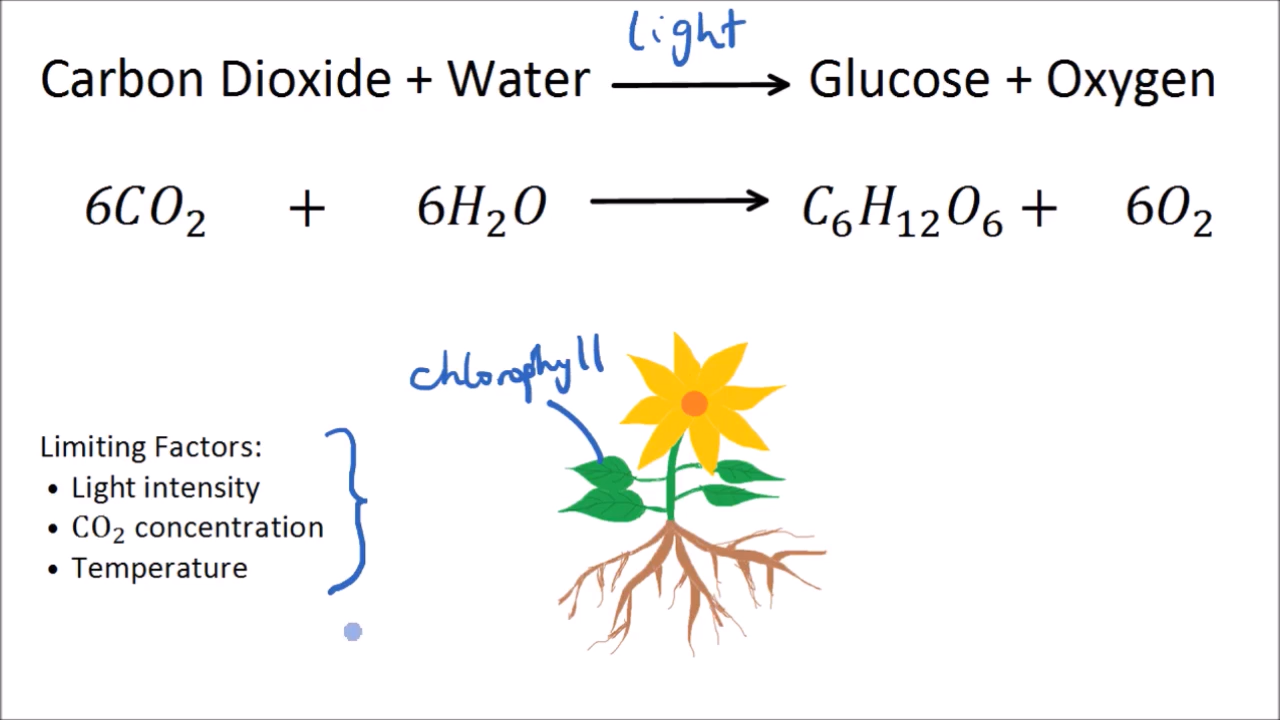 light
Carbon Dioxide + Water ⟶ Glucose + Oxygen
6CO₂ + 6H₂O ⟶ C₆H₁₂O₆ + 6O₂
chlorophyll
Limiting Factors:
• Light intensity
• CO₂ concentration
• Temperature